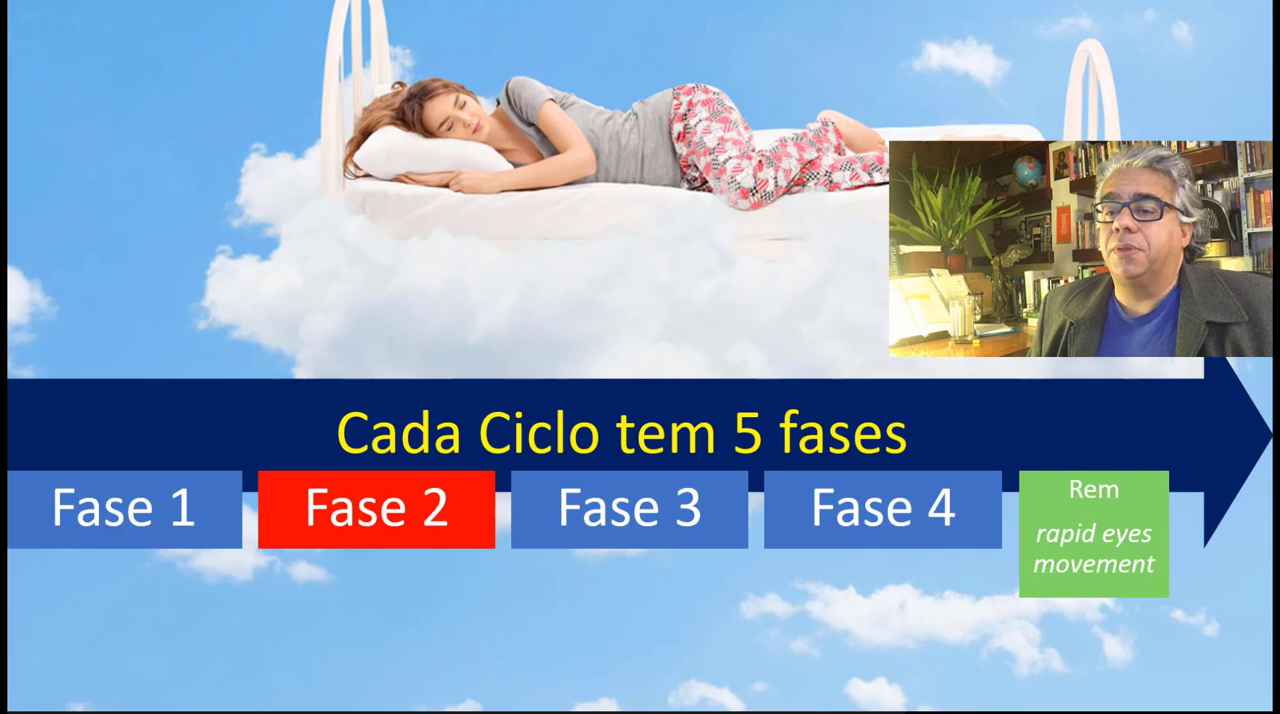 Cada Ciclo tem 5 fases
Fase 1
Fase 2
Fase 3
Fase 4
Rem
rapid eyes
movement